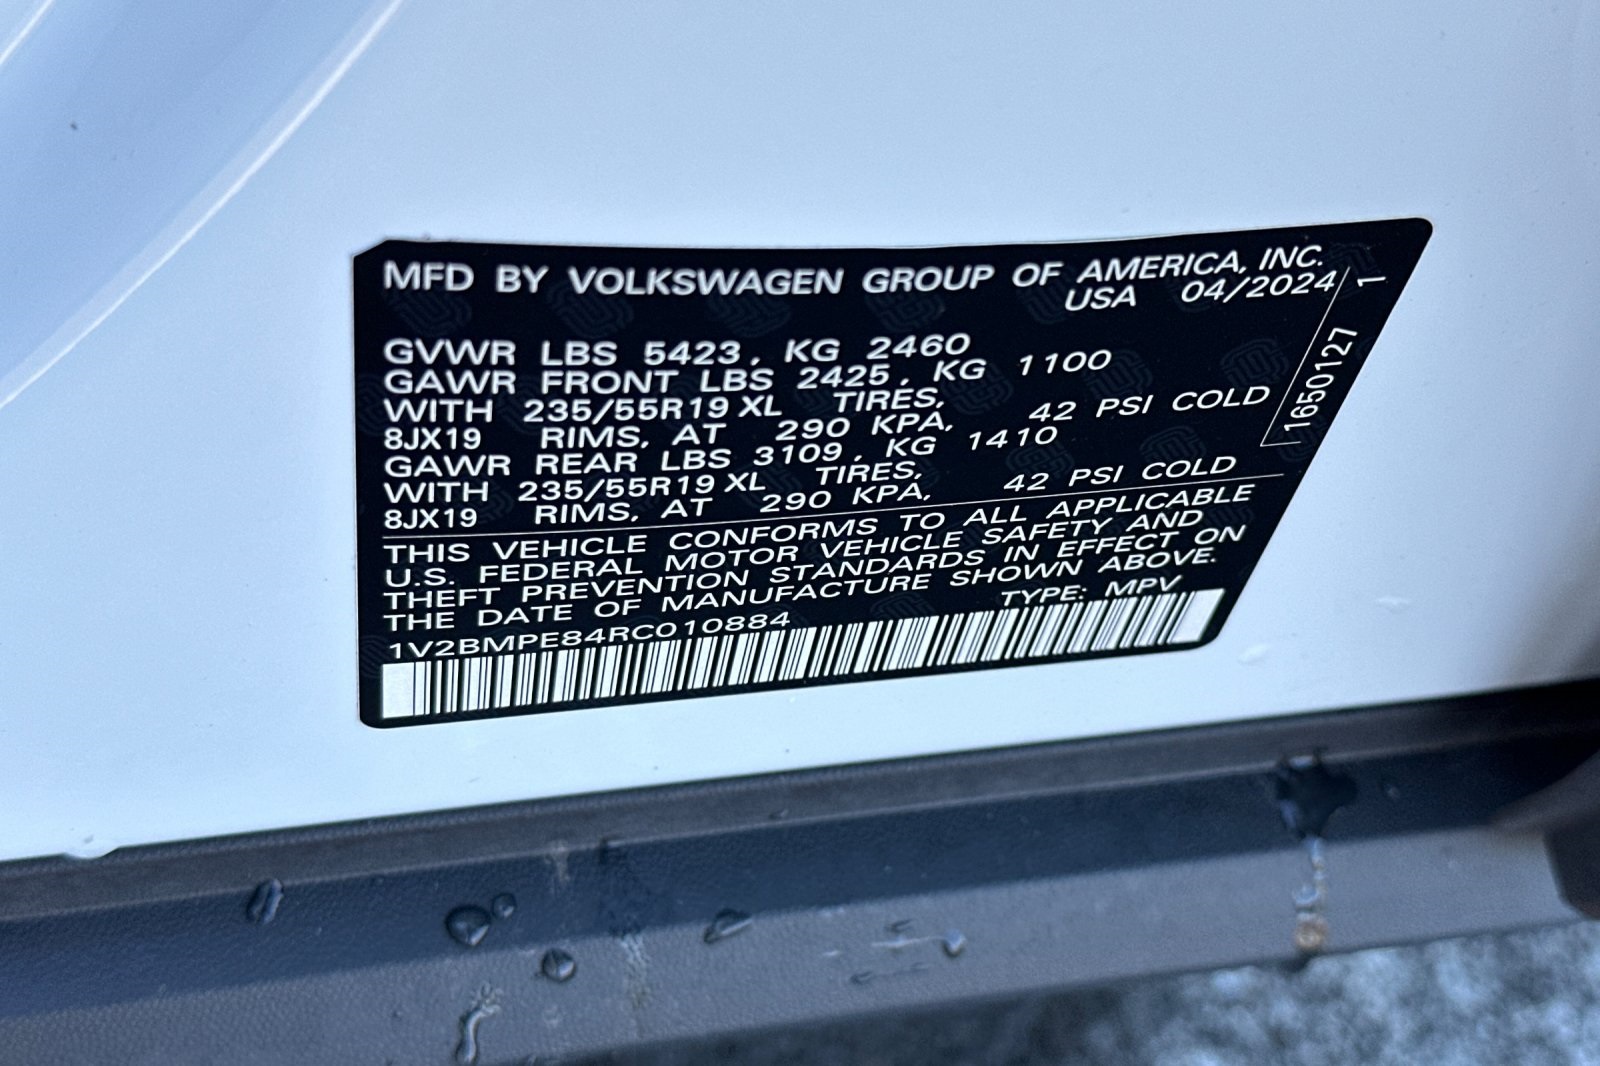 MFD BY VOLKSWAGEN GROUP OF AMERICA, INC.
USA 04/2024
GVWR LBS 5423, KG 2460
GAWR FRONT LBS 2425, KG 1100
WITH 235/55R19 XL TIRES,
8JX19 RIMS, AT 290 KPA, 42 PSI COLD
GAWR REAR LBS 3109, KG 1410
WITH 235/55R19 XL TIRES,
8JX19 RIMS, AT 290 KPA, 42 PSI COLD
THIS VEHICLE CONFORMS TO ALL APPLICABLE
U.S. FEDERAL MOTOR VEHICLE SAFETY AND
THEFT PREVENTION STANDARDS IN EFFECT ON
THE DATE OF MANUFACTURE SHOWN ABOVE.
TYPE: MPV
1V2BMPE84RC010884
16501127
1